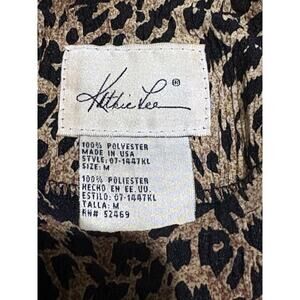 Kathie Lee®
100% POLYESTER
MADE IN USA
STYLE: 07-1447KL
SIZE: M
100% POLIESTER
HECHO EN EE.UU.
ESTILO: 07-1447KL
TALLA: M
RN# 52469